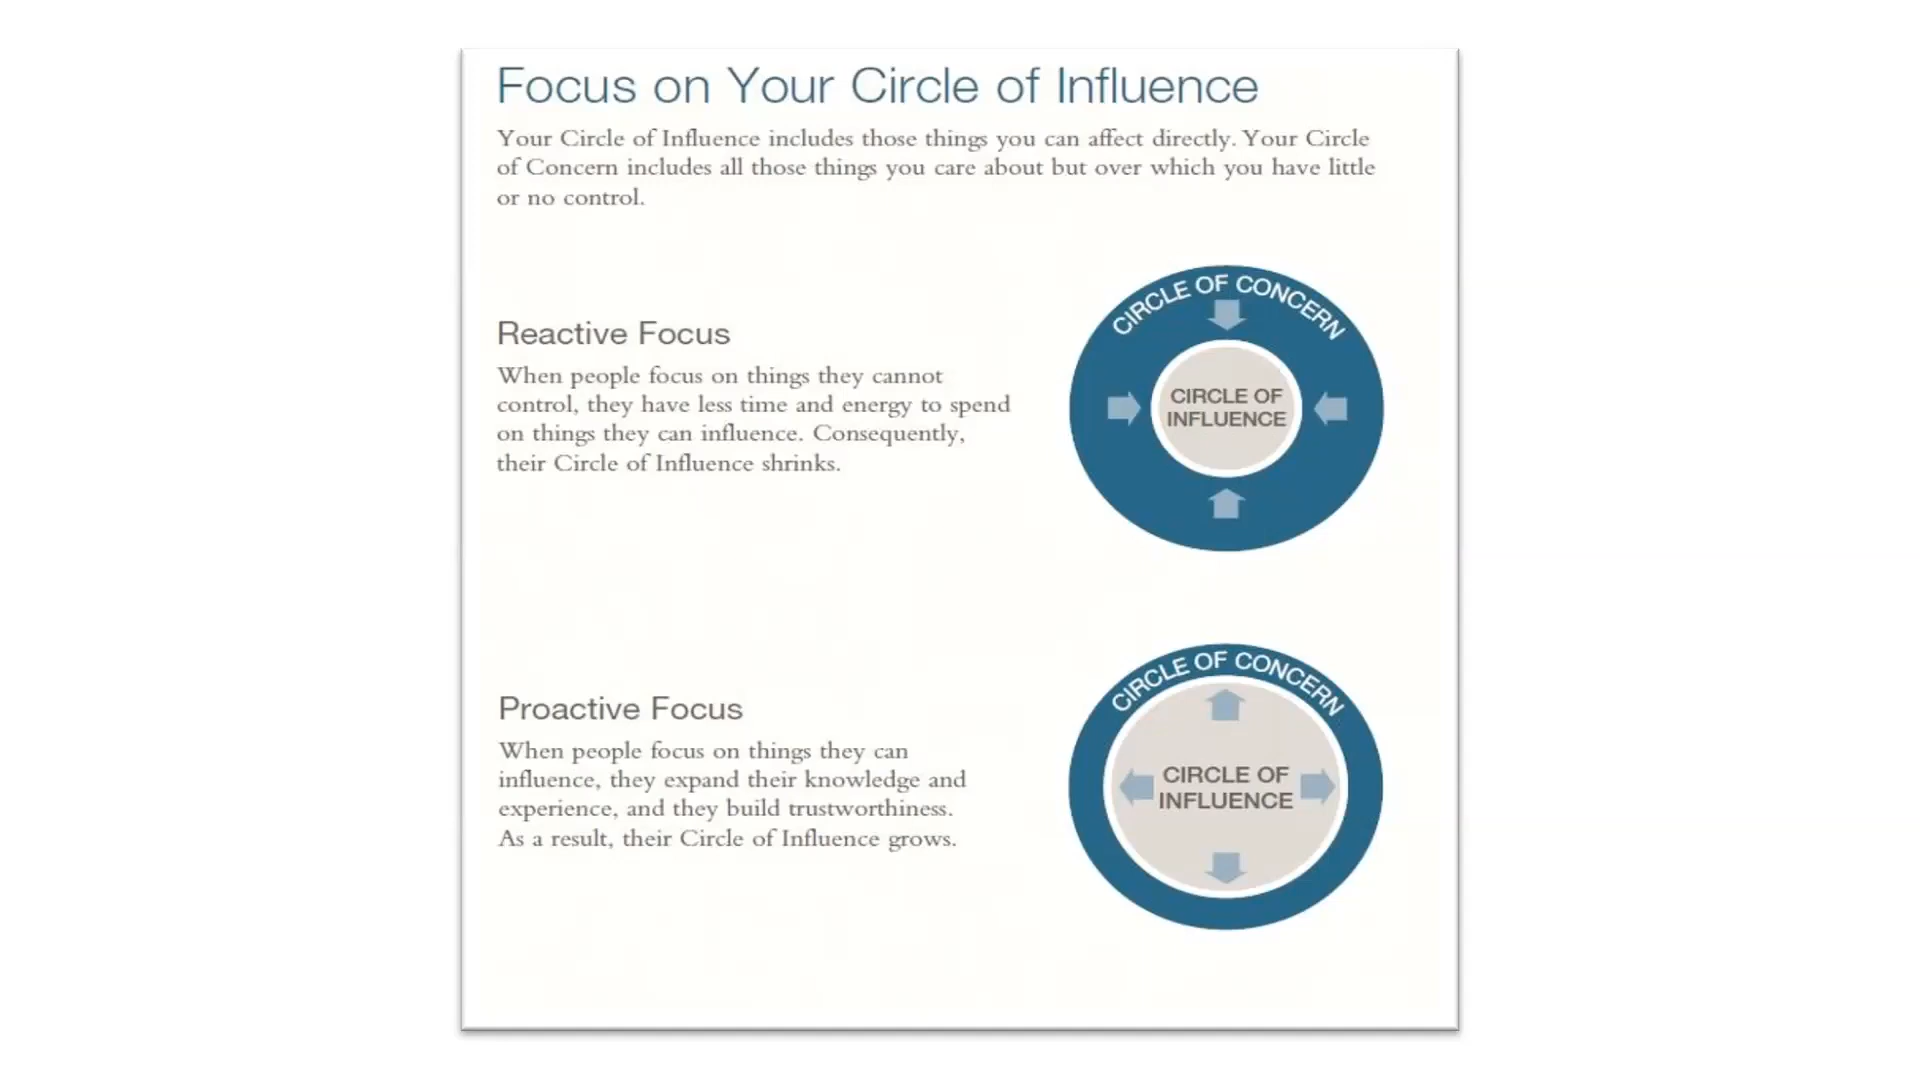 Focus on Your Circle of Influence
Your Circle of Influence includes those things you can affect directly. Your Circle
of Concern includes all those things you care about but over which you have little
or no control.
Reactive Focus
When people focus on things they cannot
control, they have less time and energy to spend
on things they can influence. Consequently,
their Circle of Influence shrinks.
CIRCLE OF CONCERN
CIRCLE OF
INFLUENCE
Proactive Focus
When people focus on things they can
influence, they expand their knowledge and
experience, and they build trustworthiness.
As a result, their Circle of Influence grows.
CIRCLE OF CONCERN
CIRCLE OF
INFLUENCE